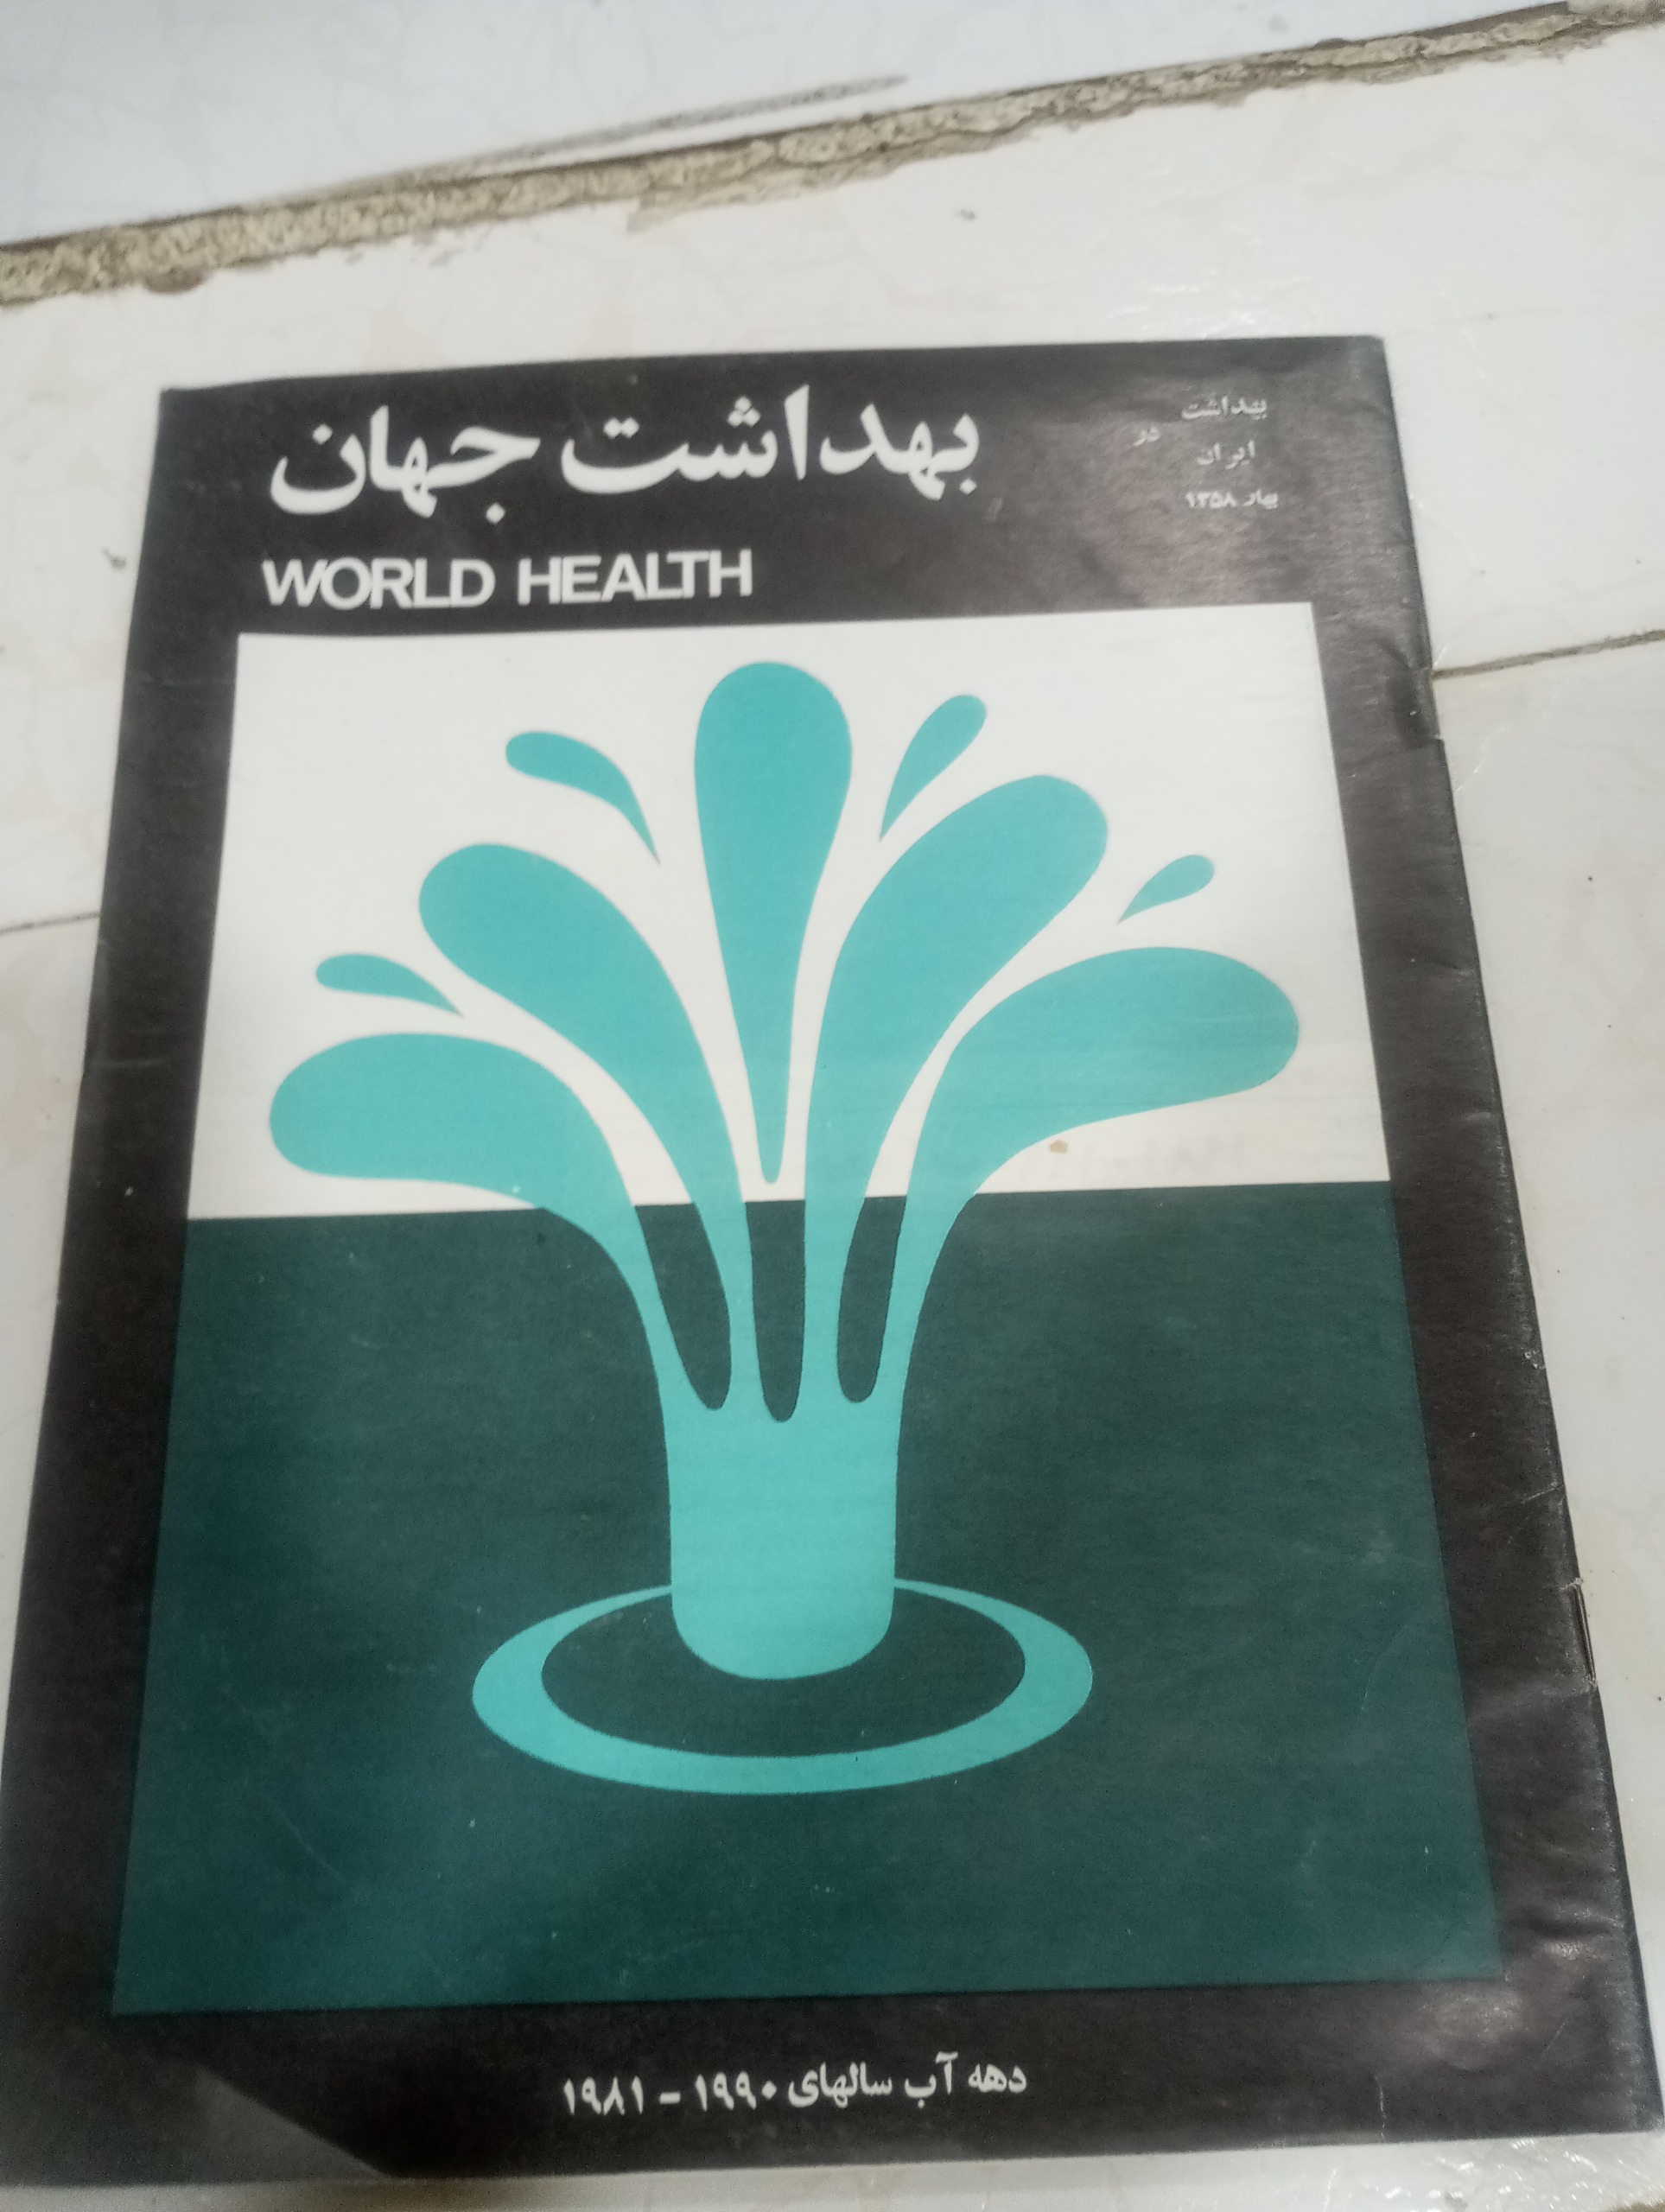 بهداشت جهان
بهداشت
در
ایران
بهار ۱۳۵۸
WORLD HEALTH
دهه آب سالهای ۱۹۹۰ - ۱۹۸۱